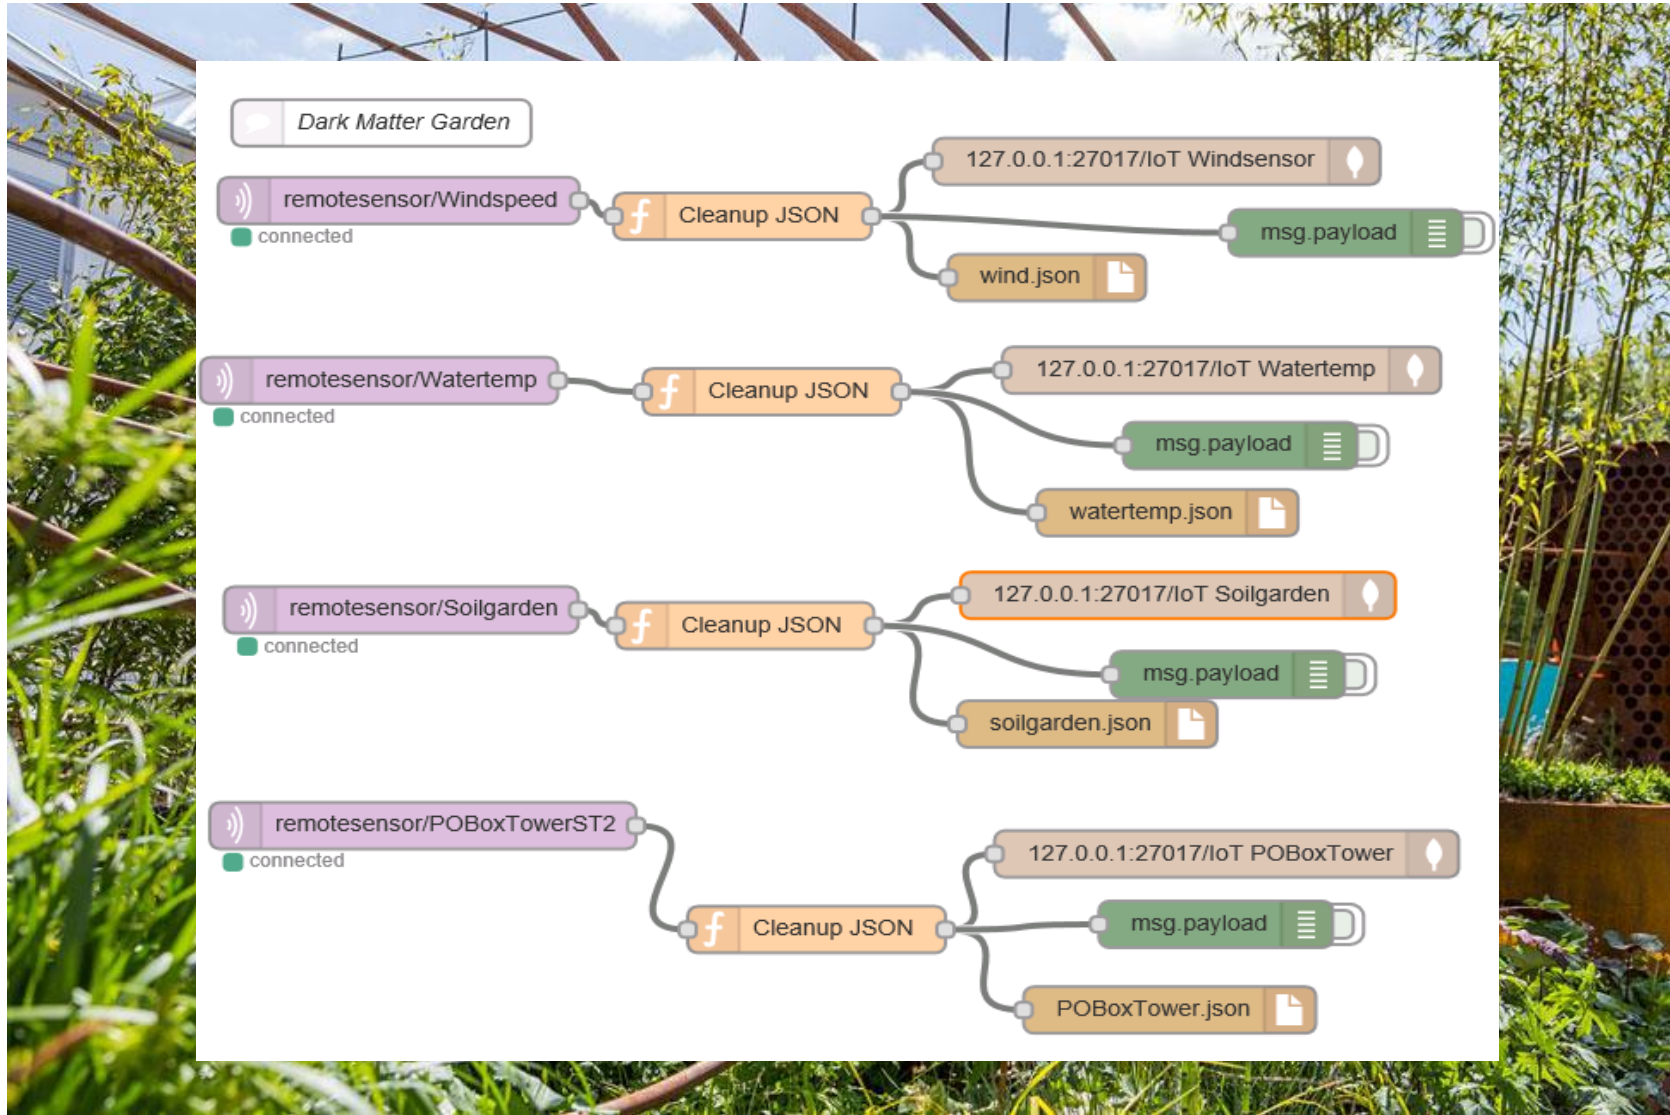 Dark Matter Garden
remotesensor/Windspeed
connected
Cleanup JSON
127.0.0.1:27017/IoT Windsensor
msg.payload
wind.json
remotesensor/Watertemp
connected
Cleanup JSON
127.0.0.1:27017/IoT Watertemp
msg.payload
watertemp.json
remotesensor/Soilgarden
connected
Cleanup JSON
127.0.0.1:27017/IoT Soilgarden
msg.payload
soilgarden.json
remotesensor/POBoxTowerST2
connected
Cleanup JSON
127.0.0.1:27017/IoT POBoxTower
msg.payload
POBoxTower.json